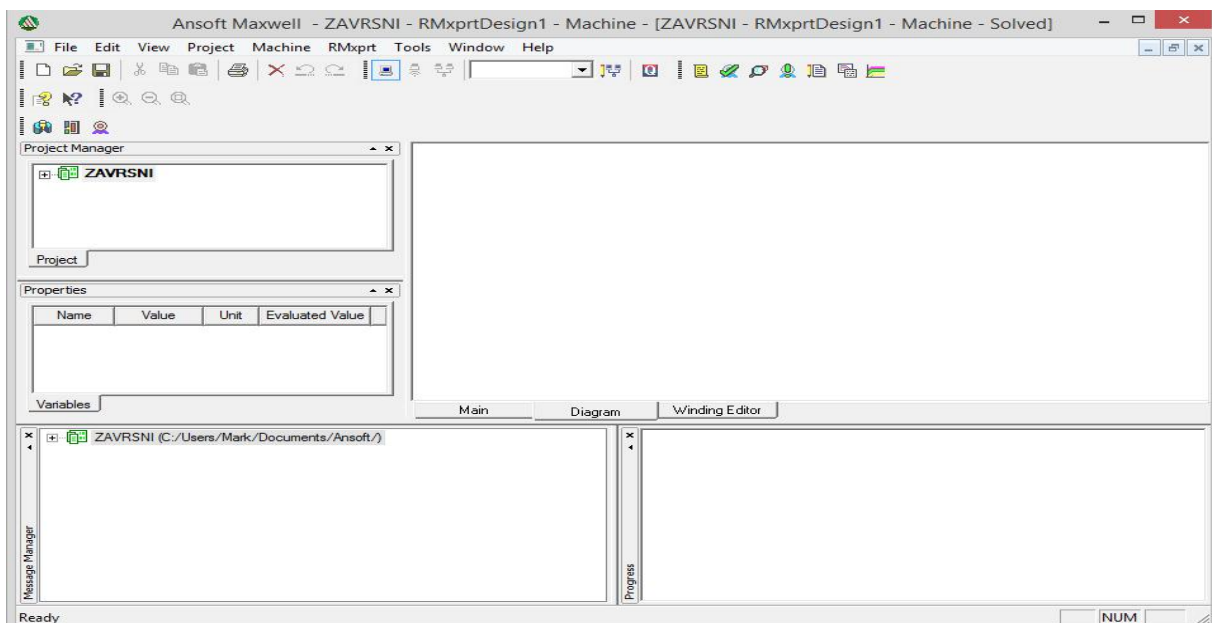 Ansoft Maxwell - ZAVRSNI - RMxprtDesign1 - Machine - [ZAVRSNI - RMxprtDesign1 - Machine - Solved]
File Edit View Project Machine RMxprt Tools Window Help
Project Manager
ZAVRSNI
Project
Properties
Name Value Unit Evaluated Value
Variables
Main Diagram Winding Editor
ZAVRSNI (C:/Users/Mark/Documents/Ansoft/)
Message Manager
Progress
Ready NUM